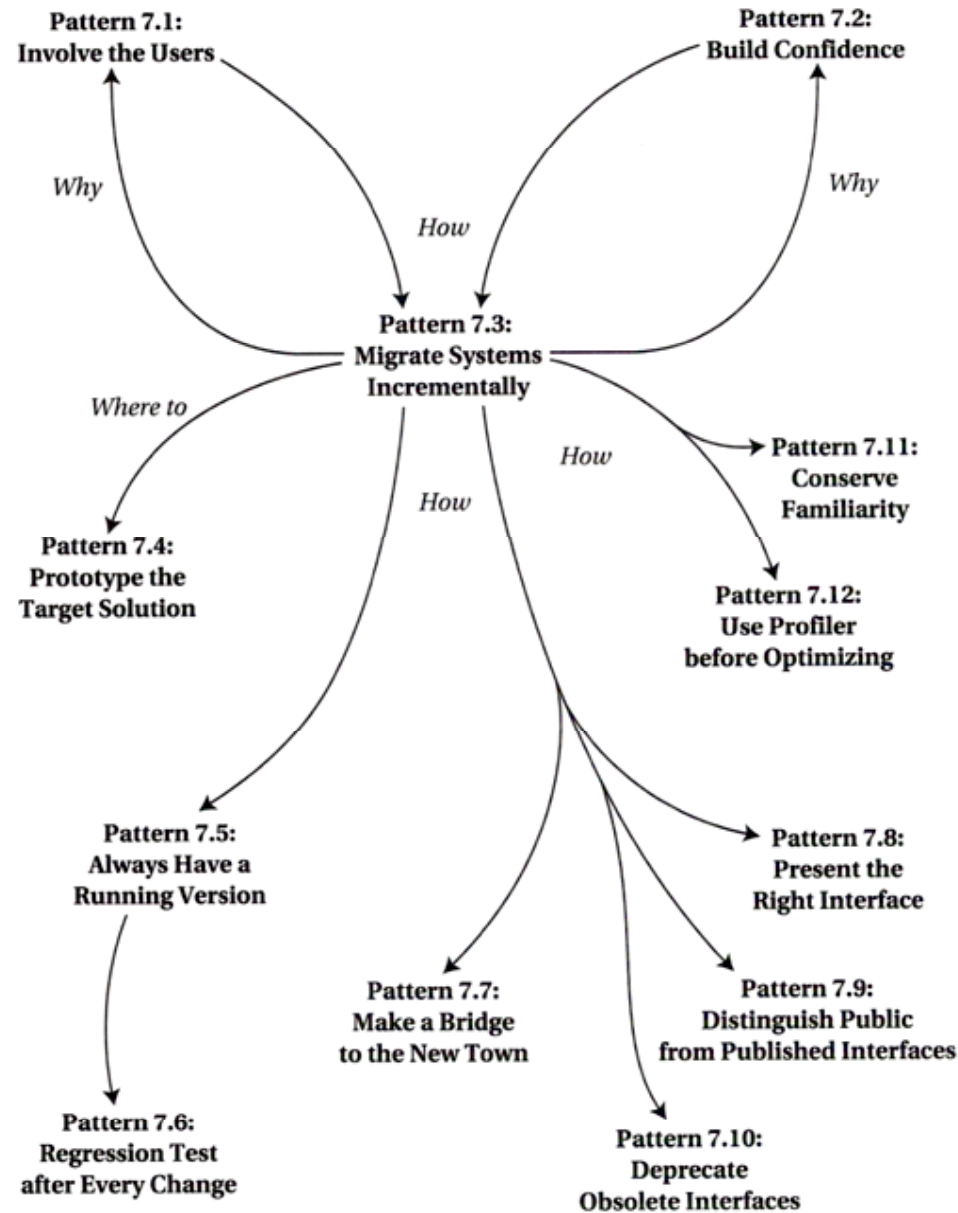 Pattern 7.1:
Involve the Users
Pattern 7.2:
Build Confidence
Why
How
Why
Pattern 7.3:
Migrate Systems
Incrementally
Where to
How
How
Pattern 7.11:
Conserve
Familiarity
Pattern 7.4:
Prototype the
Target Solution
Pattern 7.12:
Use Profiler
before Optimizing
Pattern 7.5:
Always Have a
Running Version
Pattern 7.8:
Present the
Right Interface
Pattern 7.7:
Make a Bridge
to the New Town
Pattern 7.9:
Distinguish Public
from Published Interfaces
Pattern 7.6:
Regression Test
after Every Change
Pattern 7.10:
Deprecate
Obsolete Interfaces